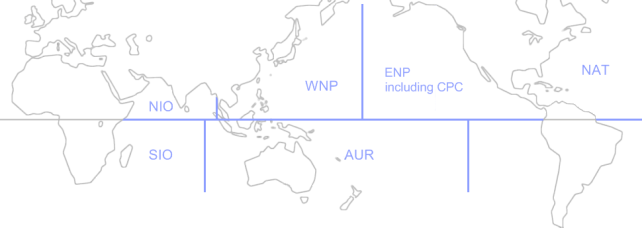 NAT
ENP
including CPC
WNP
NIO
SIO
AUR